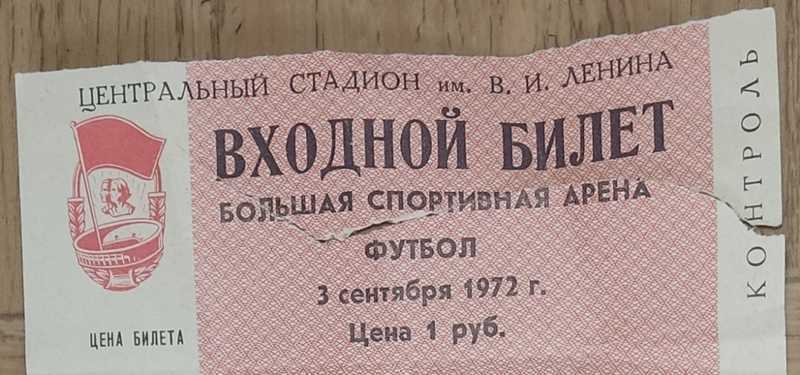 ЦЕНТРАЛЬНЫЙ СТАДИОН им. В. И. ЛЕНИНА
ВХОДНОЙ БИЛЕТ
БОЛЬШАЯ СПОРТИВНАЯ АРЕНА
ФУТБОЛ
3 сентября 1972 г.
Цена 1 руб.
ЦЕНА БИЛЕТА
КОНТРОЛЬ